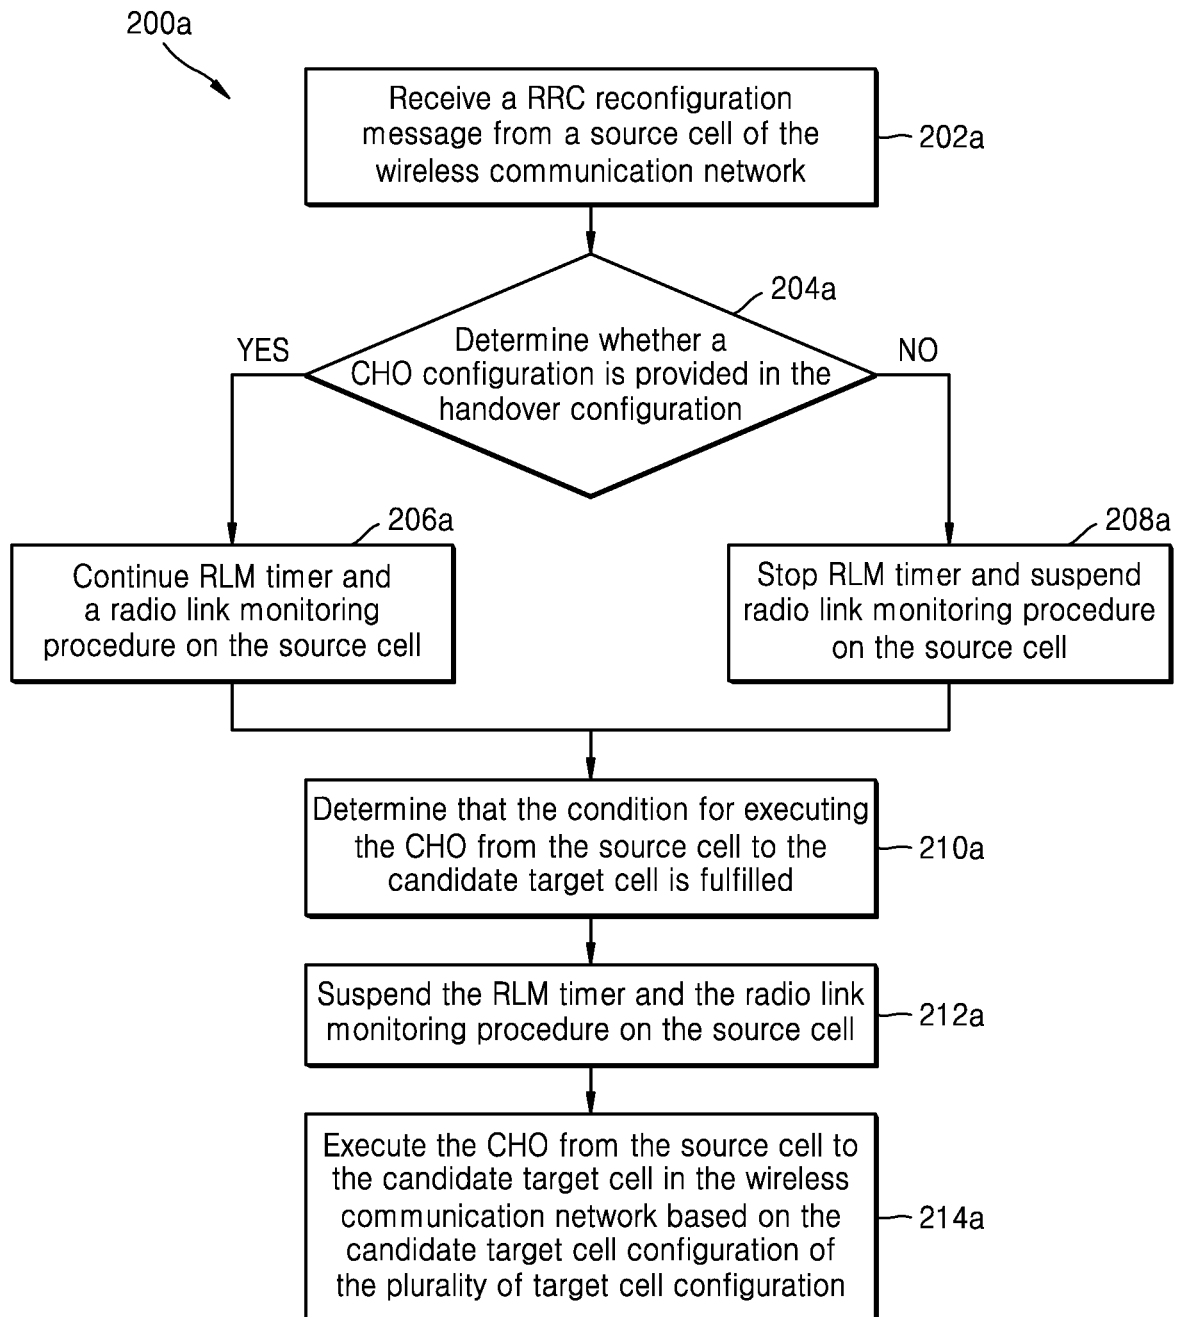 200a
Receive a RRC reconfiguration
message from a source cell of the
wireless communication network
202a
204a
Determine whether a
CHO configuration is provided in the
handover configuration
YES
NO
206a
Continue RLM timer and
a radio link monitoring
procedure on the source cell
208a
Stop RLM timer and suspend
radio link monitoring procedure
on the source cell
Determine that the condition for executing
the CHO from the source cell to the
candidate target cell is fulfilled
210a
Suspend the RLM timer and the radio link
monitoring procedure on the source cell
212a
Execute the CHO from the source cell to
the candidate target cell in the wireless
communication network based on the
candidate target cell configuration of
the plurality of target cell configuration
214a